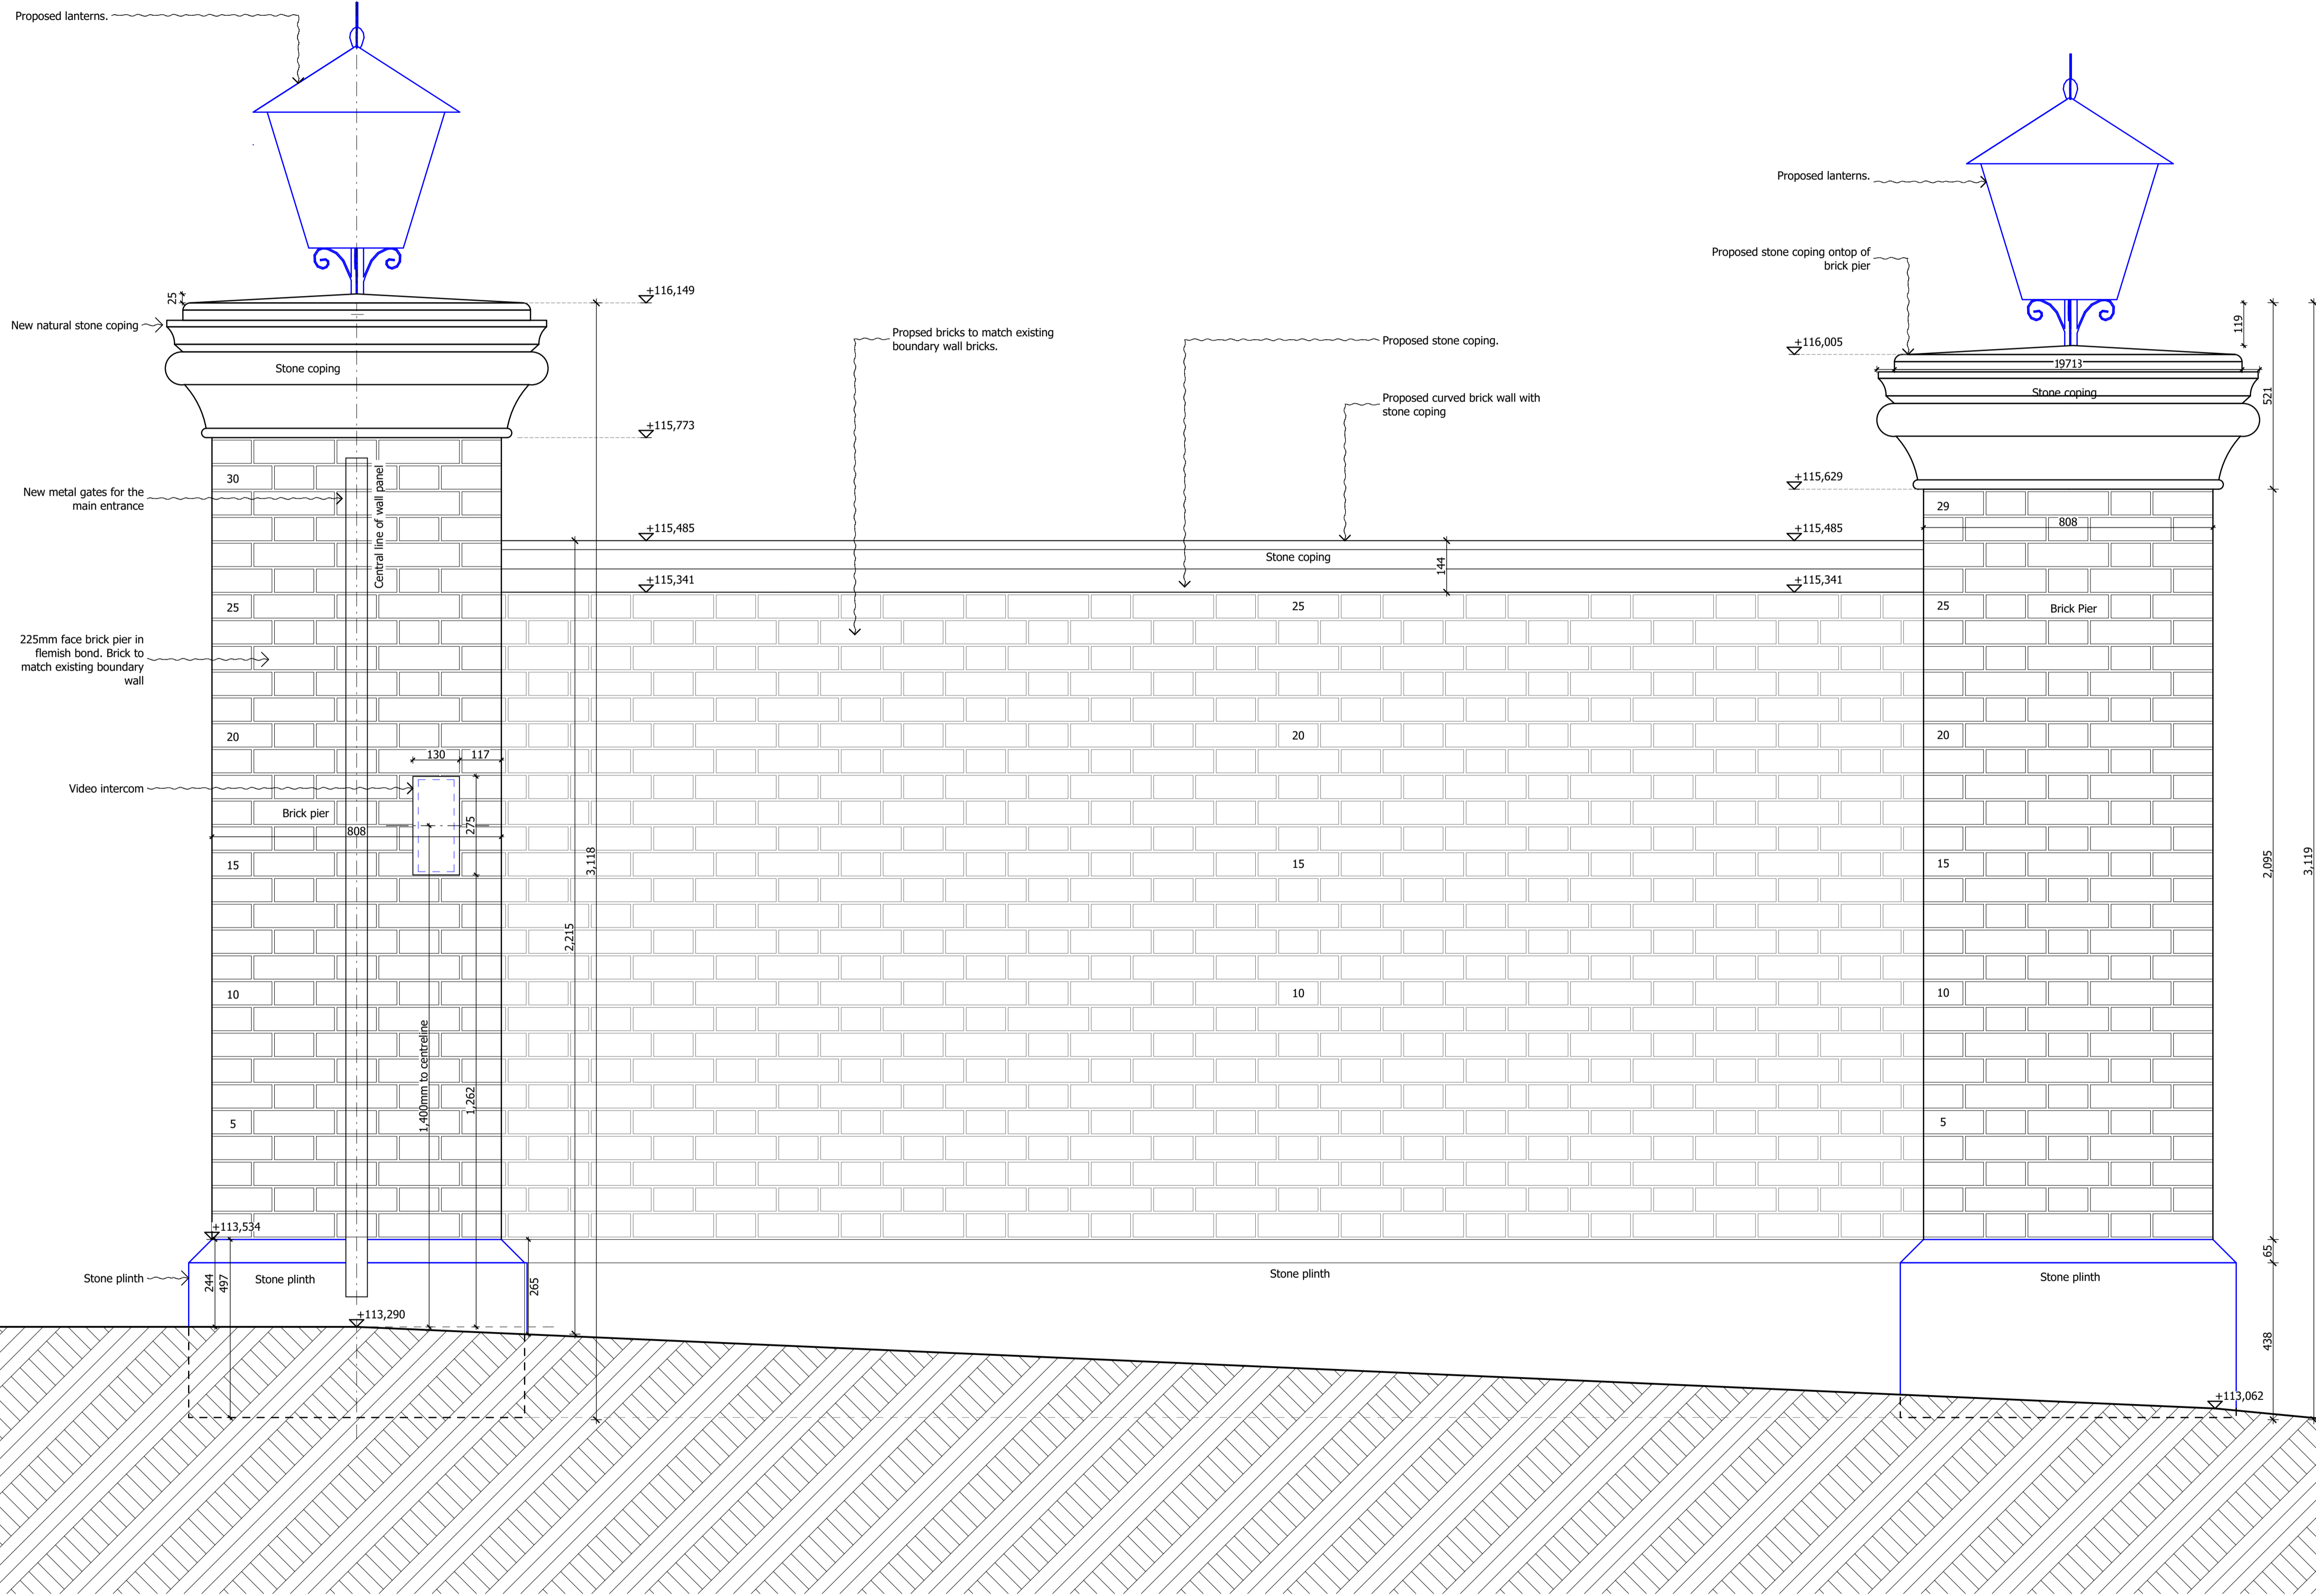 Proposed lanterns.
Proposed lanterns.
Proposed stone coping ontop of
brick pier
25
+116,149
119
New natural stone coping
Propsed bricks to match existing
boundary wall bricks.
Proposed stone coping.
+116,005
Stone coping
Stone coping
521
Proposed curved brick wall with
stone coping
+115,773
30
Central line of wall panel
New metal gates for the
main entrance
+115,629
29
808
+115,485
+115,485
Stone coping
144
+115,341
+115,341
25
25
25
Brick Pier
225mm face brick pier in
flemish bond. Brick to
match existing boundary
wall
20
20
20
130
117
Video intercom
Brick pier
808
275
3,118
2,095
3,119
15
15
15
2,215
10
10
10
1,400mm to centreline
1,262
5
5
+113,534
65
Stone plinth
244
497
Stone plinth
265
Stone plinth
Stone plinth
+113,290
438
+113,062